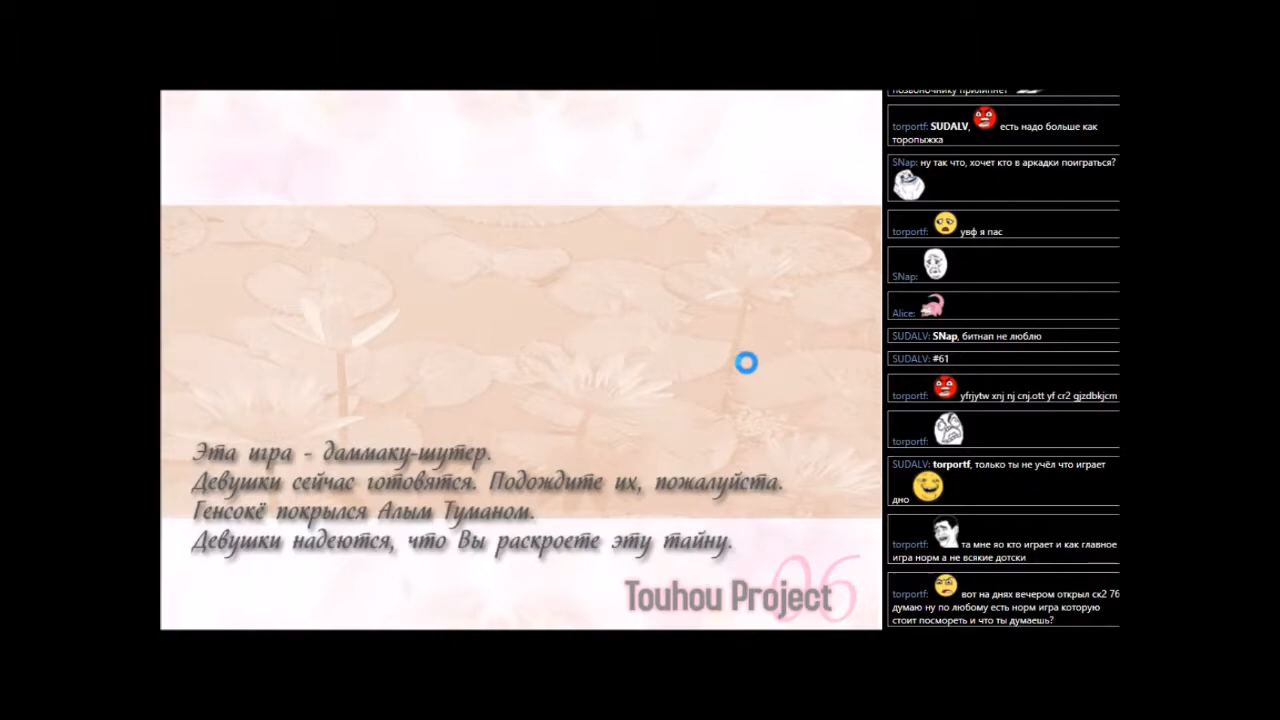 Эта игра - даммаку-шутер.
Девушки сейчас готовятся. Подождите их, пожалуйста.
Генсокё покрылся Алым Туманом.
Девушки надеются, что Вы раскроете эту тайну.
Touhou Project
06
позвоночнику прилипнет
torportf: SUDALV, есть надо больше как
торопыжка
SNap: ну так что, хочет кто в аркадки поиграться?
torportf: увф я пас
SNap:
Alice:
SUDALV: SNap, битнап не люблю
SUDALV: #61
torportf: yfrjytw xnj nj cnj.ott yf cr2 gjzdbkjcm
torportf:
SUDALV: torportf, только ты не учёл что играет
дно
torportf: та мне яо кто играет и как главное
игра норм а не всякие дотски
torportf: вот на днях вечером открыл ск2 76
думаю ну по любому есть норм игра которую
стоит посмореть и что ты думаешь?